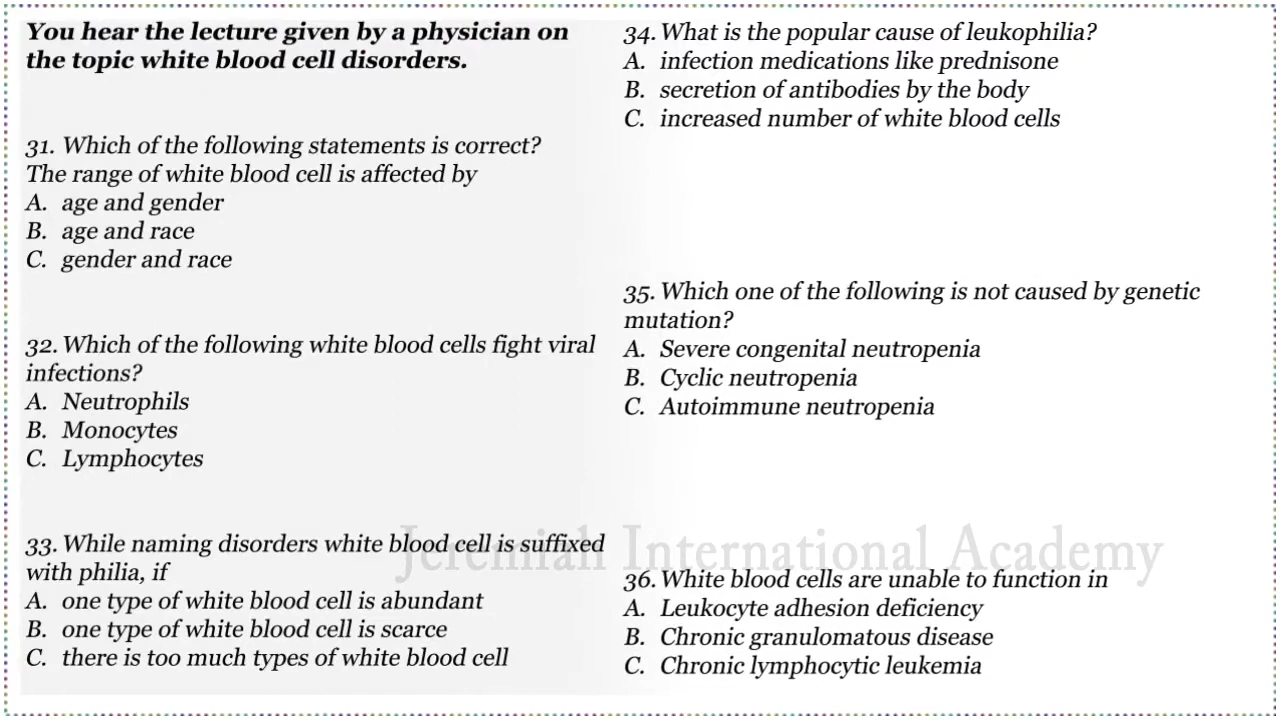 You hear the lecture given by a physician on
the topic white blood cell disorders.
31. Which of the following statements is correct?
The range of white blood cell is affected by
A. age and gender
B. age and race
C. gender and race
32. Which of the following white blood cells fight viral
infections?
A. Neutrophils
B. Monocytes
C. Lymphocytes
33. While naming disorders white blood cell is suffixed
with philia, if
A. one type of white blood cell is abundant
B. one type of white blood cell is scarce
C. there is too much types of white blood cell
34. What is the popular cause of leukophilia?
A. infection medications like prednisone
B. secretion of antibodies by the body
C. increased number of white blood cells
35. Which one of the following is not caused by genetic
mutation?
A. Severe congenital neutropenia
B. Cyclic neutropenia
C. Autoimmune neutropenia
36. White blood cells are unable to function in
A. Leukocyte adhesion deficiency
B. Chronic granulomatous disease
C. Chronic lymphocytic leukemia
Jeremiah International Academy